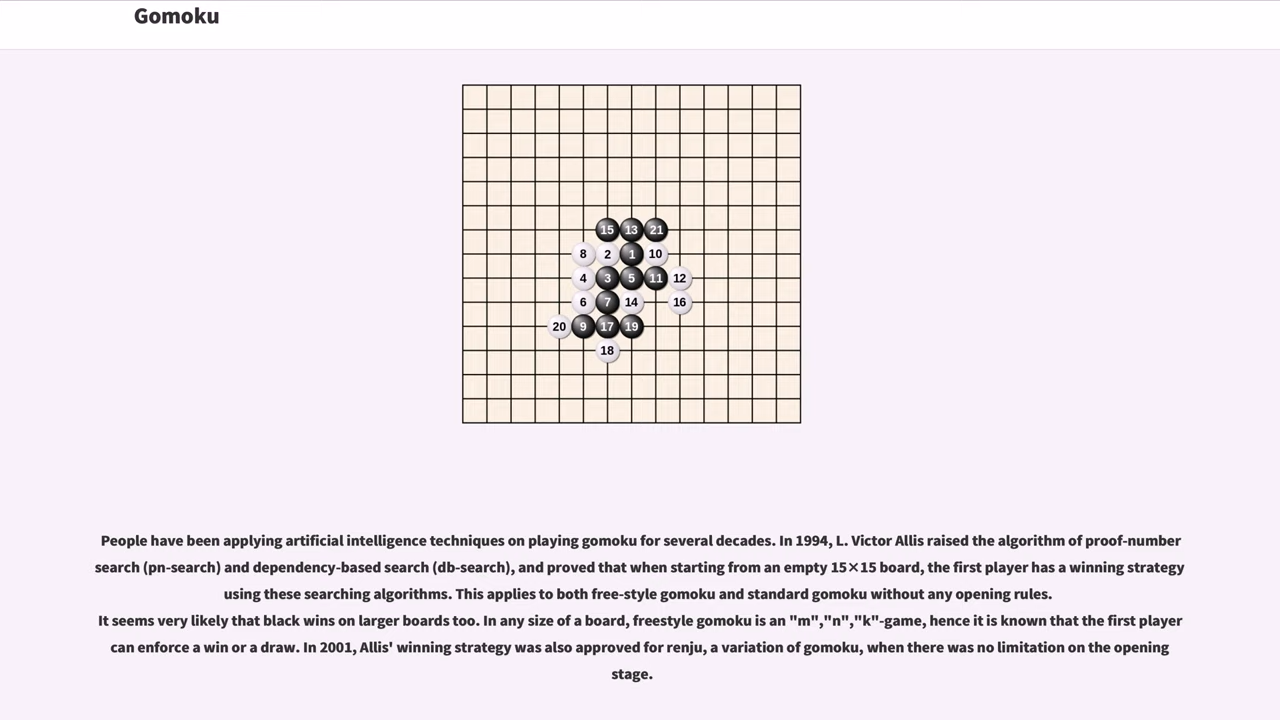 Gomoku
15 13 21
8 2 1 10
4 3 5 11 12
6 7 14 16
20 9 17 19
18
People have been applying artificial intelligence techniques on playing gomoku for several decades. In 1994, L. Victor Allis raised the algorithm of proof-number
search (pn-search) and dependency-based search (db-search), and proved that when starting from an empty 15×15 board, the first player has a winning strategy
using these searching algorithms. This applies to both free-style gomoku and standard gomoku without any opening rules.
It seems very likely that black wins on larger boards too. In any size of a board, freestyle gomoku is an "m","n","k"-game, hence it is known that the first player
can enforce a win or a draw. In 2001, Allis' winning strategy was also approved for renju, a variation of gomoku, when there was no limitation on the opening
stage.